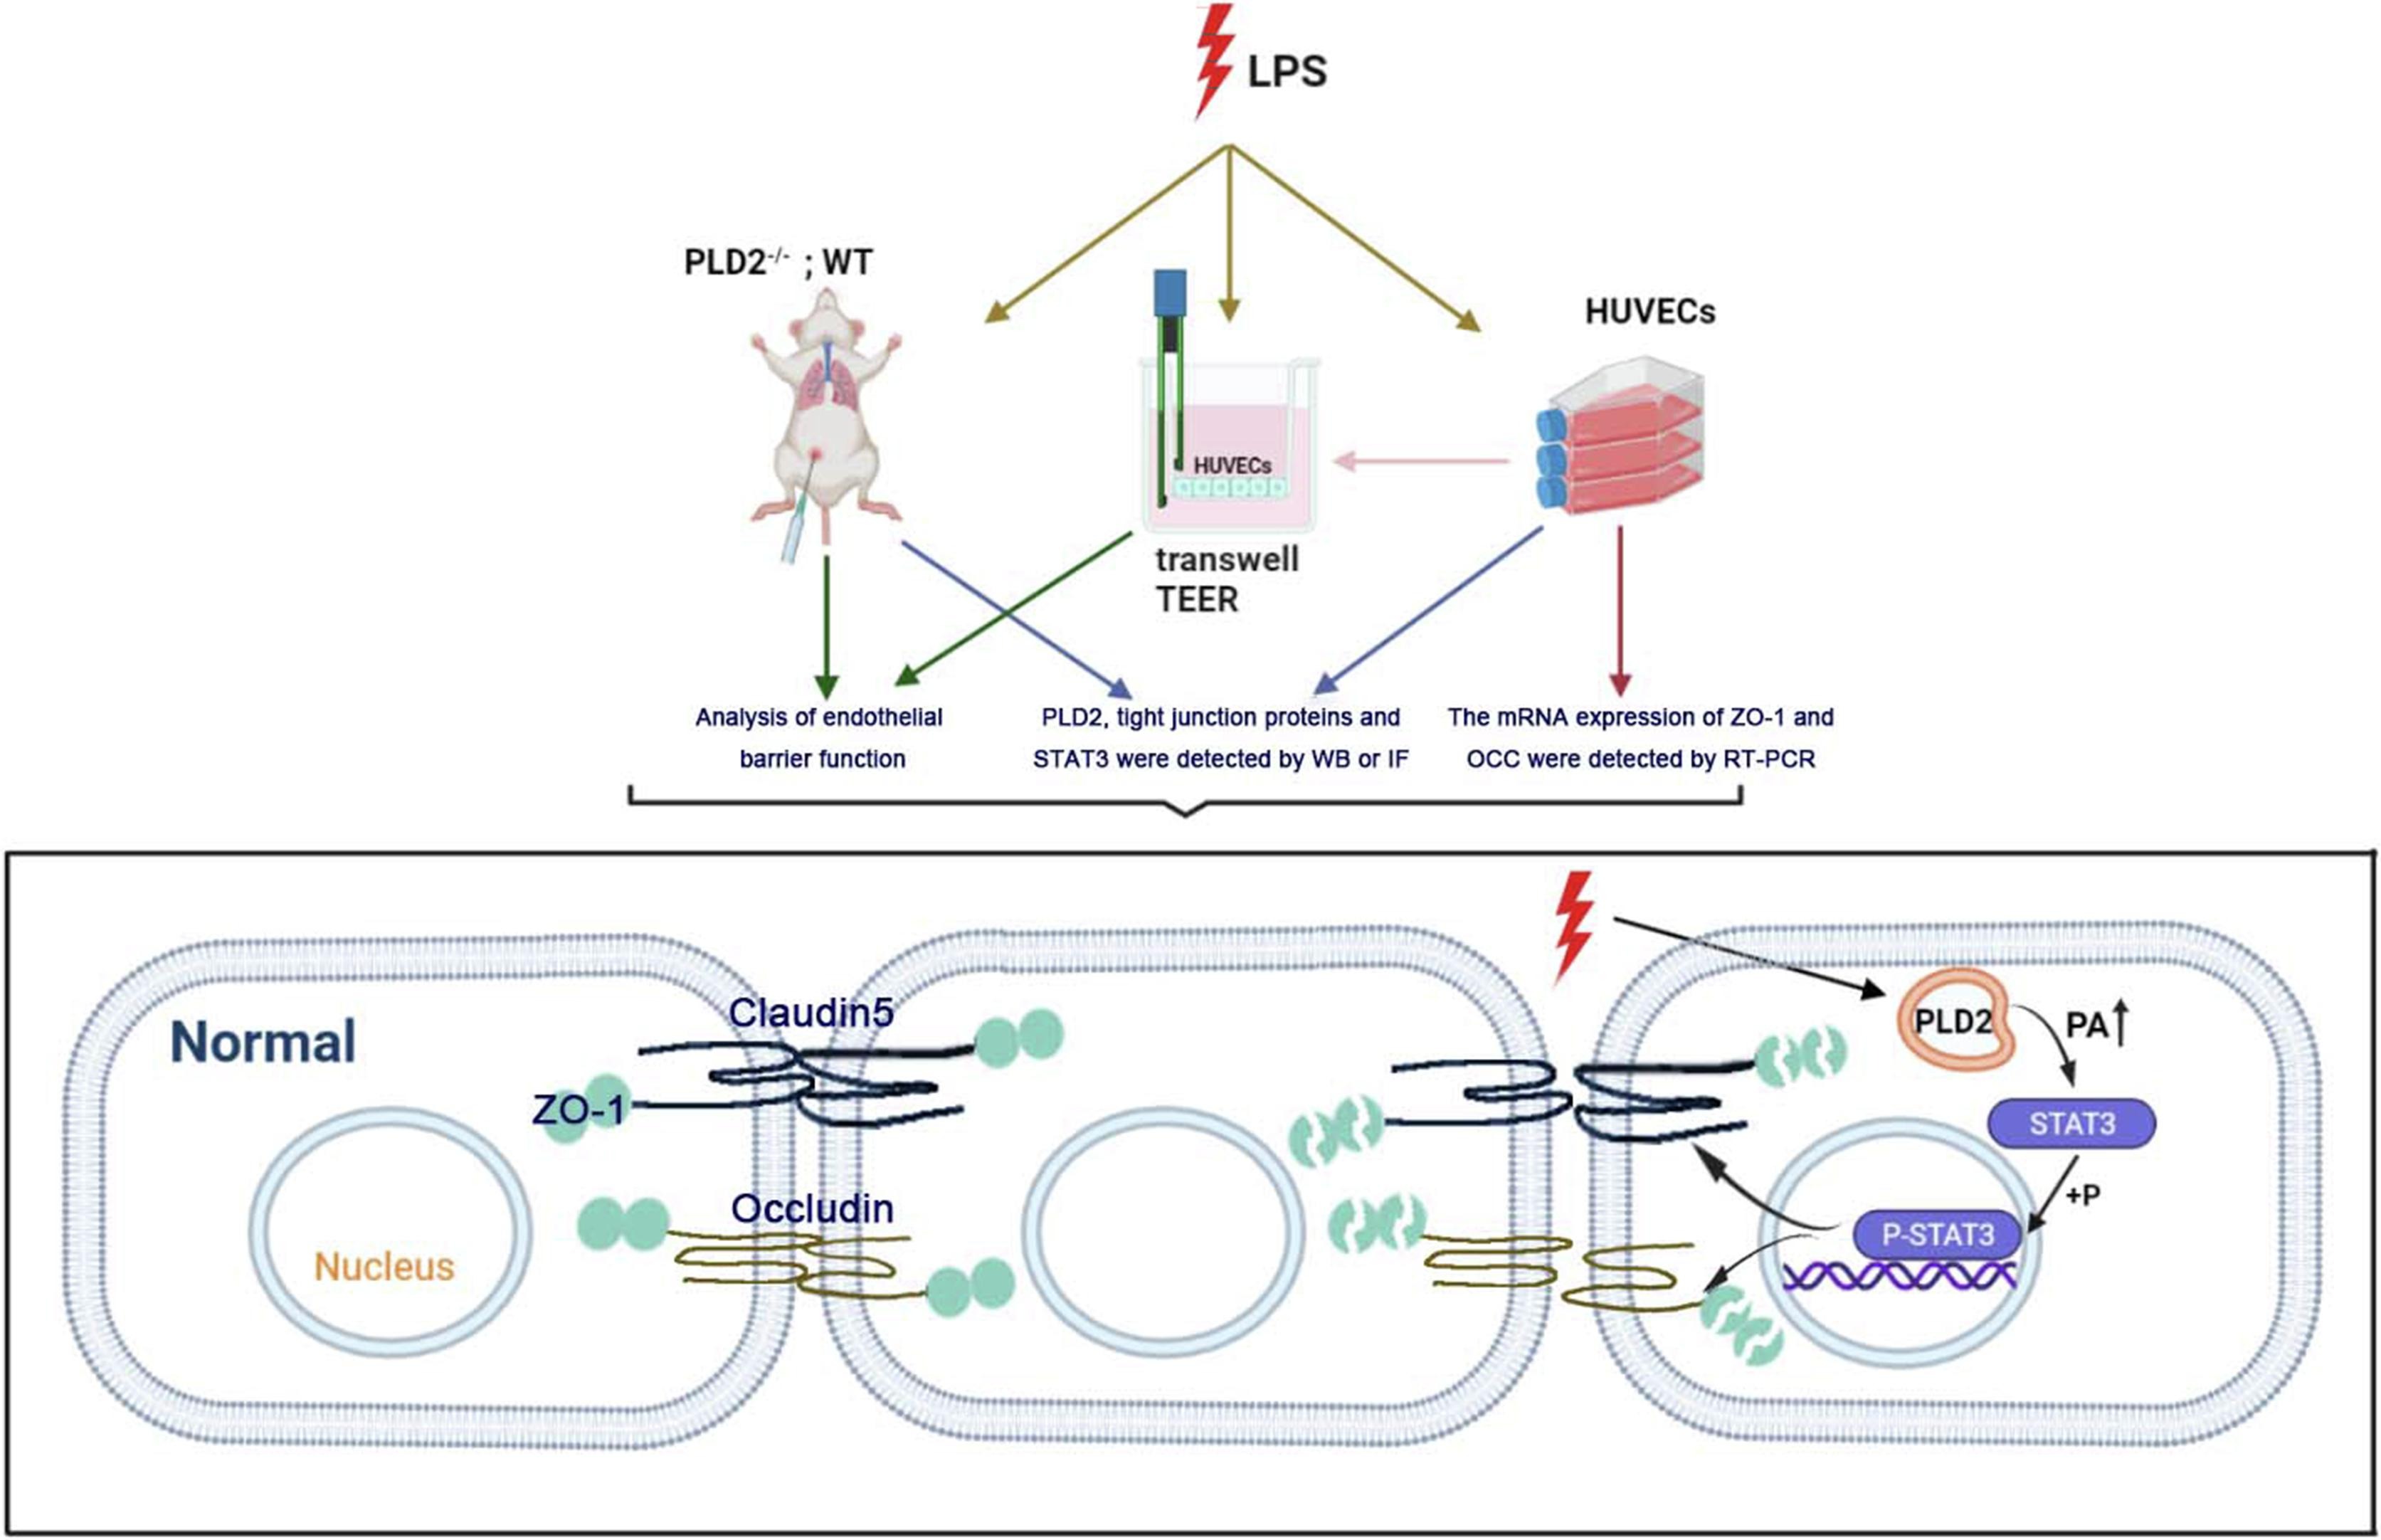 LPS
PLD2-/- ; WT
HUVECs
HUVECs
transwell
TEER
Analysis of endothelial
barrier function
PLD2, tight junction proteins and
STAT3 were detected by WB or IF
The mRNA expression of ZO-1 and
OCC were detected by RT-PCR
Normal
Claudin5
ZO-1
Occludin
Nucleus
PLD2
PA↑
STAT3
+P
P-STAT3